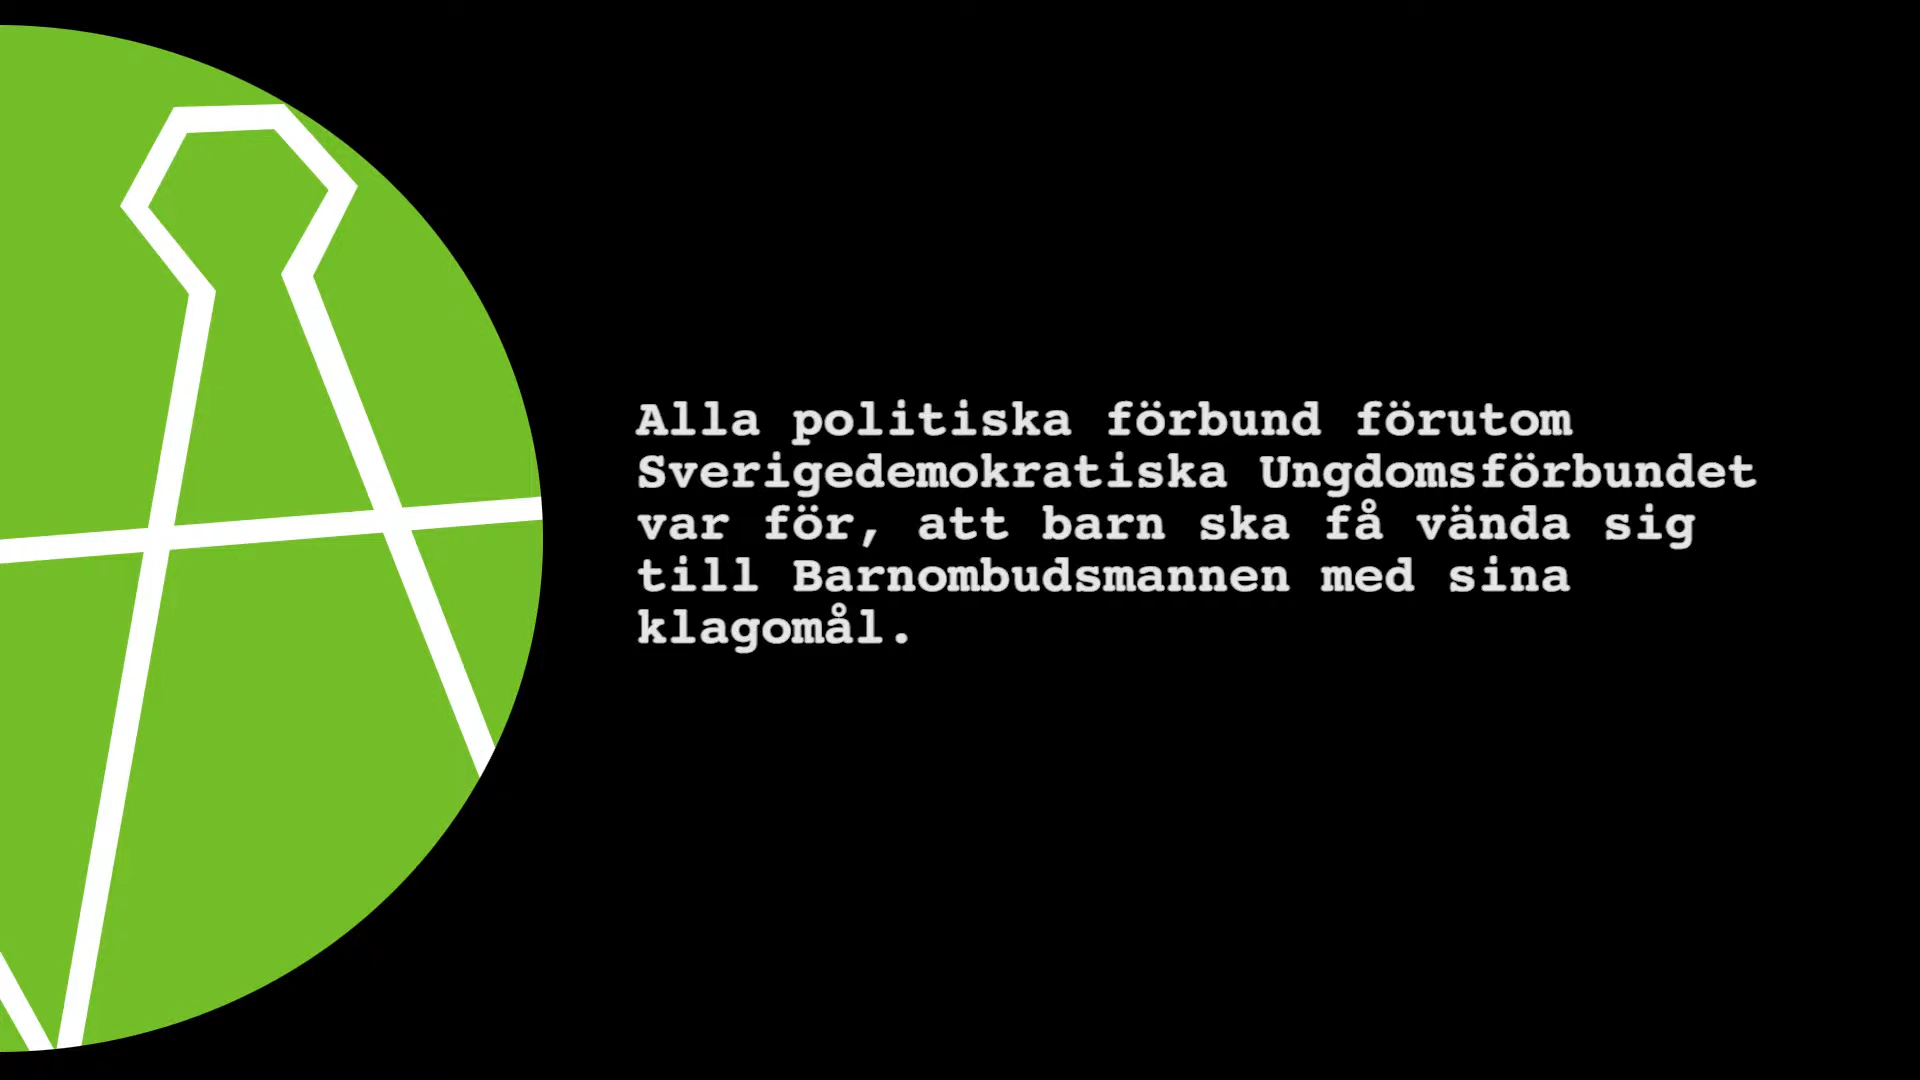 Alla politiska förbund förutom
Sverigedemokratiska Ungdomsförbundet
var för, att barn ska få vända sig
till Barnombudsmannen med sina
klagomål.